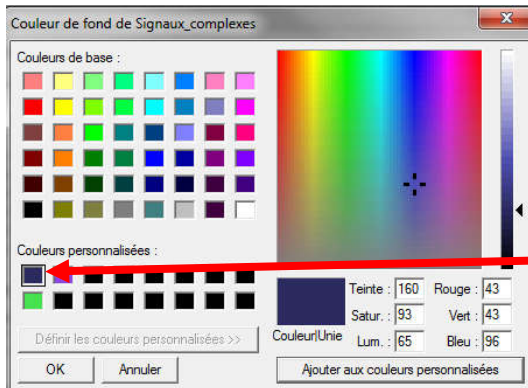 Couleur de fond de Signaux_complexes
Couleurs de base :
Couleurs personnalisées :
Définir les couleurs personnalisées >>
OK Annuler
Couleur|Unie
Teinte : 160 Rouge : 43
Satur. : 93 Vert : 43
Lum. : 65 Bleu : 96
Ajouter aux couleurs personnalisées